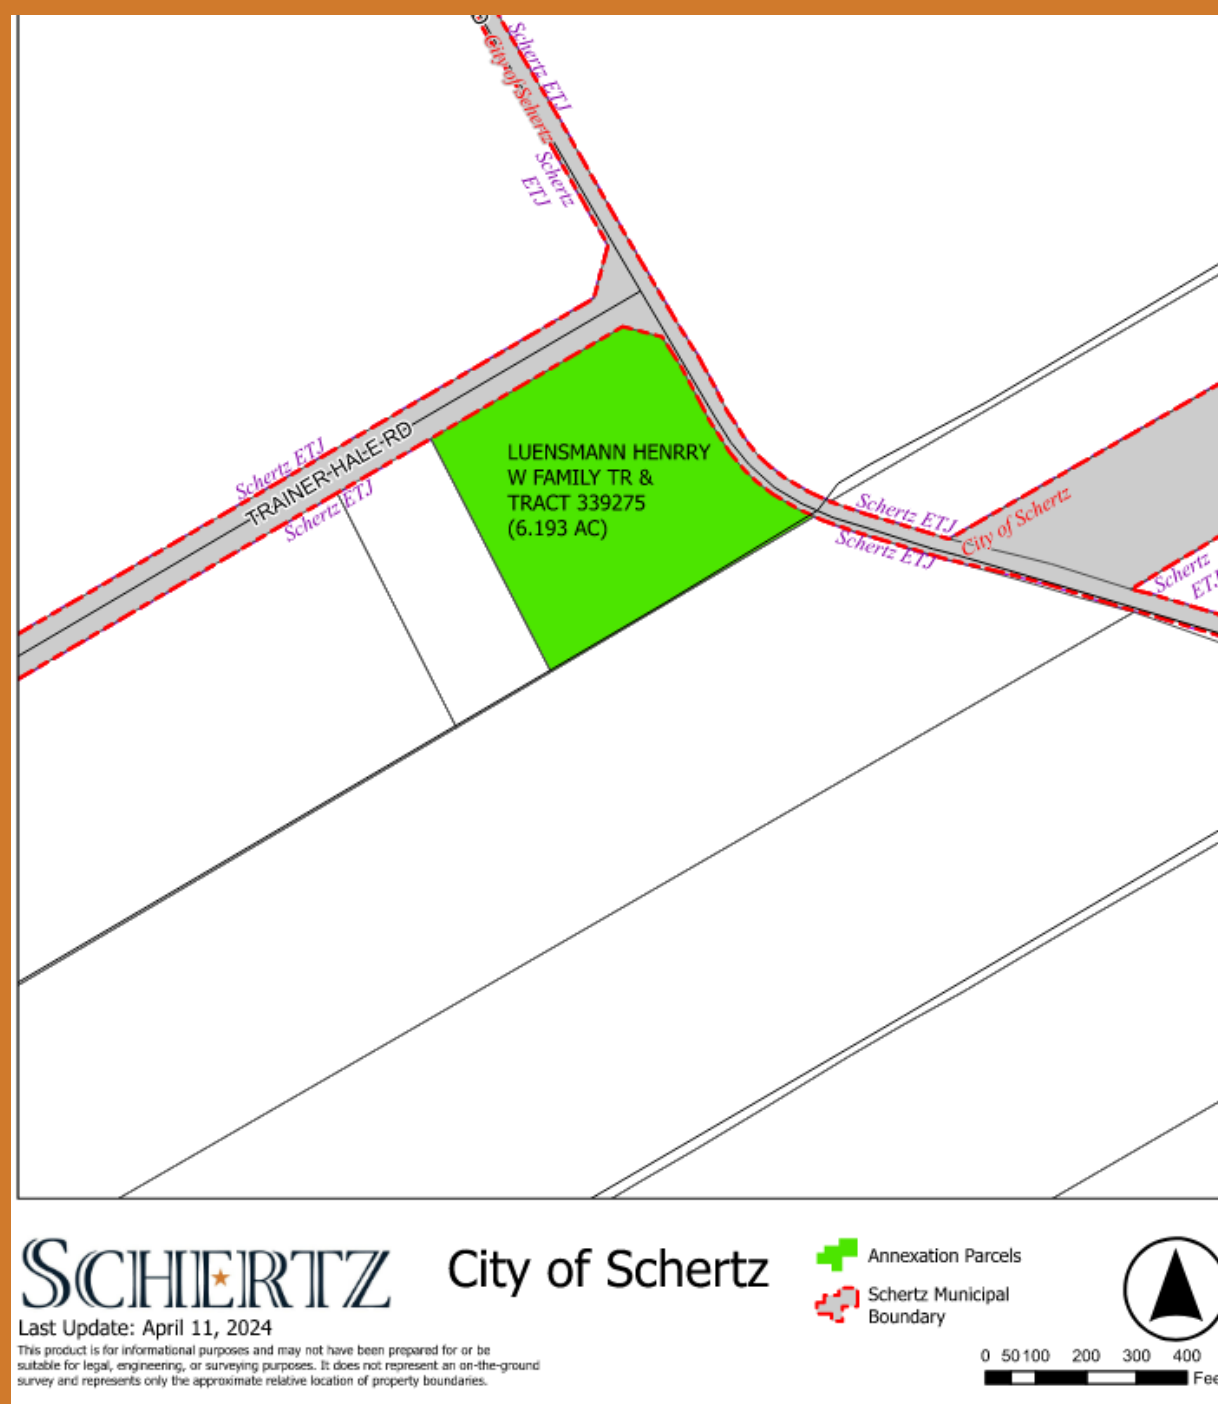 Schertz ETJ
City of Schertz
Schertz
ETJ
Schertz ETJ
TRAINER-HALE-RD
Schertz ETJ
LUENSMANN HENRRY
W FAMILY TR &
TRACT 339275
(6.193 AC)
Schertz ETJ
City of Schertz
Schertz ETJ
Schertz
ETJ
SCHERTZ
City of Schertz
Annexation Parcels
Schertz Municipal
Boundary
Last Update: April 11, 2024
This product is for informational purposes and may not have been prepared for or be
suitable for legal, engineering, or surveying purposes. It does not represent an on-the-ground
survey and represents only the approximate relative location of property boundaries.
0 50 100 200 300 400
Fee